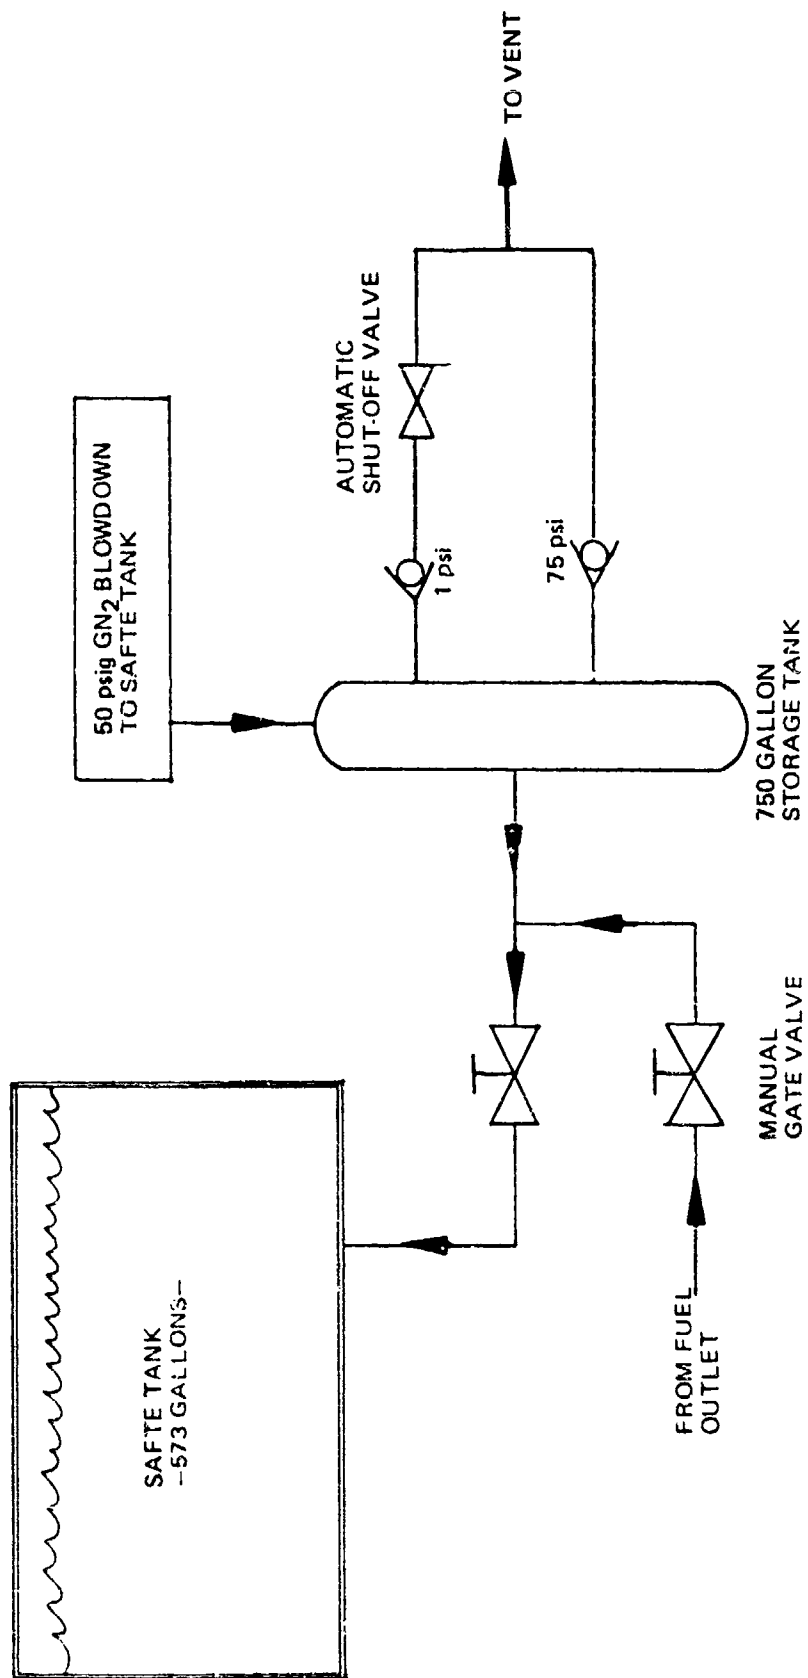 SAFTE TANK
–573 GALLONS–
50 psig GN2 BLOWDOWN
TO SAFTE TANK
AUTOMATIC
SHUT-OFF VALVE
TO VENT
1 psi
75 psi
750 GALLON
STORAGE TANK
MANUAL
GATE VALVE
FROM FUEL
OUTLET